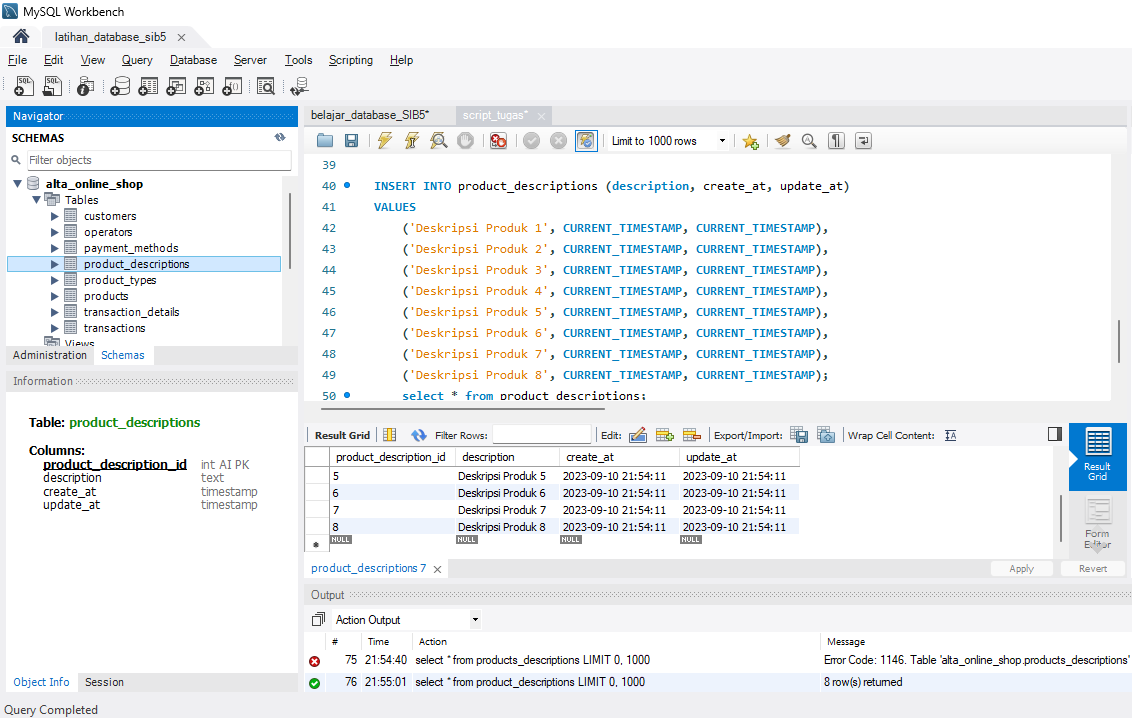 MySQL Workbench
latihan_database_sib5
File Edit View Query Database Server Tools Scripting Help
Navigator
SCHEMAS
Filter objects
alta_online_shop
Tables
customers
operators
payment_methods
product_descriptions
product_types
products
transaction_details
transactions
Views
Administration Schemas
Information
Table: product_descriptions
Columns:
product_description_id int AI PK
description text
create_at timestamp
update_at timestamp
Object Info Session
belajar_database_SIB5* script_tugas*
Limit to 1000 rows
39
40 INSERT INTO product_descriptions (description, create_at, update_at)
41 VALUES
42 ('Deskripsi Produk 1', CURRENT_TIMESTAMP, CURRENT_TIMESTAMP),
43 ('Deskripsi Produk 2', CURRENT_TIMESTAMP, CURRENT_TIMESTAMP),
44 ('Deskripsi Produk 3', CURRENT_TIMESTAMP, CURRENT_TIMESTAMP),
45 ('Deskripsi Produk 4', CURRENT_TIMESTAMP, CURRENT_TIMESTAMP),
46 ('Deskripsi Produk 5', CURRENT_TIMESTAMP, CURRENT_TIMESTAMP),
47 ('Deskripsi Produk 6', CURRENT_TIMESTAMP, CURRENT_TIMESTAMP),
48 ('Deskripsi Produk 7', CURRENT_TIMESTAMP, CURRENT_TIMESTAMP),
49 ('Deskripsi Produk 8', CURRENT_TIMESTAMP, CURRENT_TIMESTAMP);
50 select * from product_descriptions;
Result Grid Filter Rows: Edit: Export/Import: Wrap Cell Content:
product_description_id description create_at update_at
5 Deskripsi Produk 5 2023-09-10 21:54:11 2023-09-10 21:54:11
6 Deskripsi Produk 6 2023-09-10 21:54:11 2023-09-10 21:54:11
7 Deskripsi Produk 7 2023-09-10 21:54:11 2023-09-10 21:54:11
8 Deskripsi Produk 8 2023-09-10 21:54:11 2023-09-10 21:54:11
NULL NULL NULL NULL
Result
Grid
Form
Editor
product_descriptions 7 Apply Revert
Output
Action Output
# Time Action Message
75 21:54:40 select * from products_descriptions LIMIT 0, 1000 Error Code: 1146. Table 'alta_online_shop.products_descriptions'
76 21:55:01 select * from product_descriptions LIMIT 0, 1000 8 row(s) returned
Query Completed